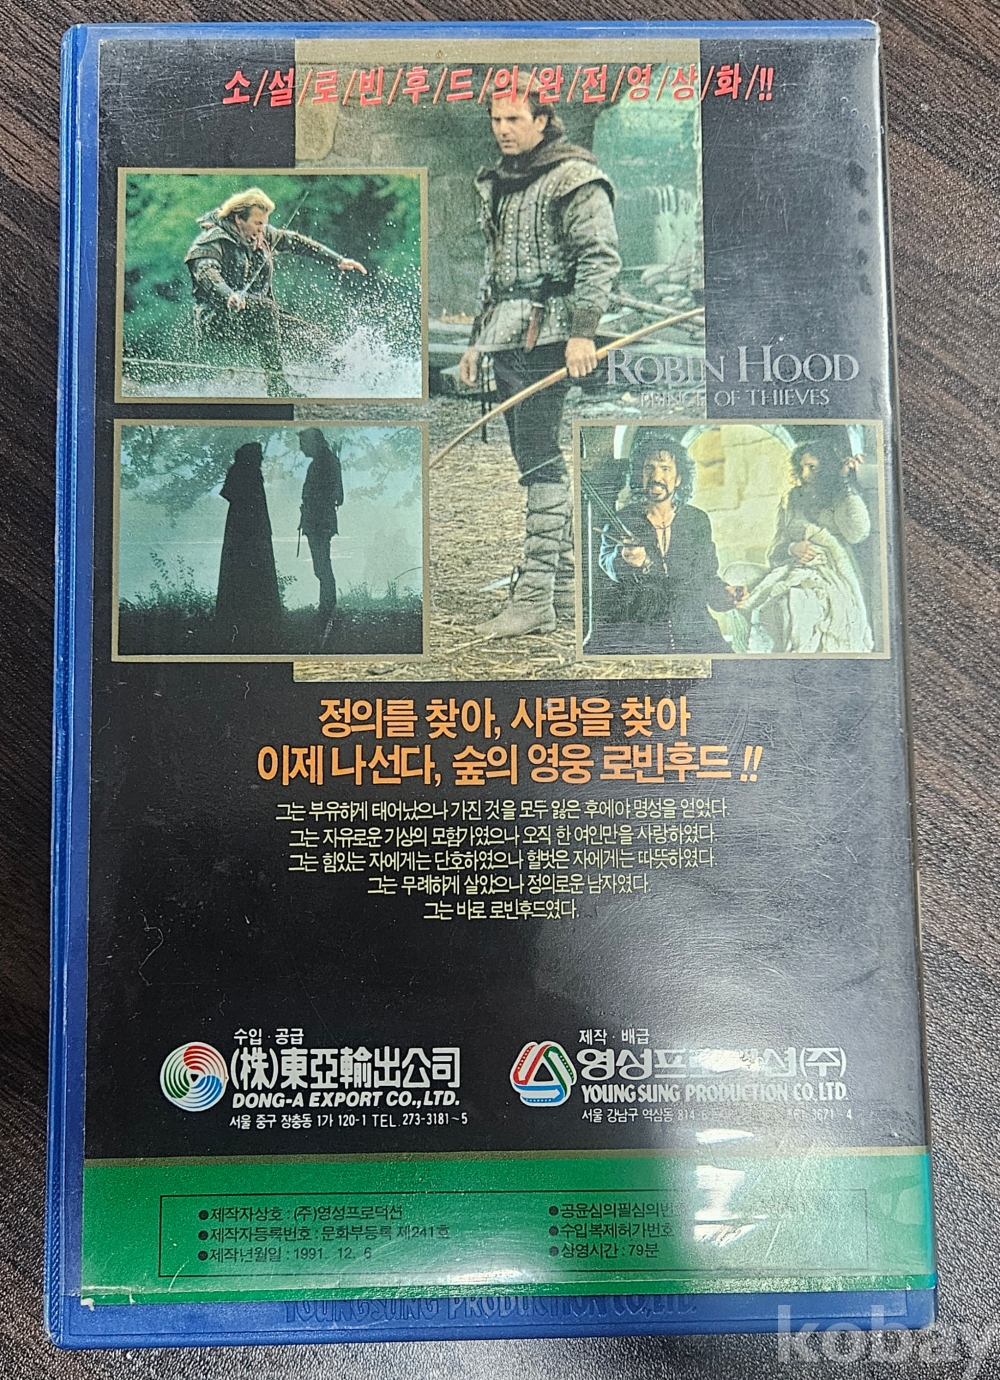 소/설/로/빈/후/드/의/완/전/영/상/화/!!
ROBIN HOOD
PRINCE OF THIEVES
정의를 찾아, 사랑을 찾아
이제 나선다, 숲의 영웅 로빈후드!!
그는 부유하게 태어났으나 가진 것을 모두 잃은 후에야 명성을 얻었다.
그는 자유로운 기상의 모험가였으나 오직 한 여인만을 사랑하였다.
그는 힘있는 자에게는 단호하였으나 헐벗은 자에게는 따뜻하였다.
그는 무례하게 살았으나 정의로운 남자였다.
그는 바로 로빈후드였다.
수입·공급
(株)東亞輸出公司
DONG-A EXPORT CO.,LTD.
서울 중구 장충동 1가 120-1 TEL. 273-3181~5
제작·배급
영성프로덕션(주)
YOUNG SUNG PRODUCTION CO., LTD.
서울 강남구 역삼동 814
●제작자상호 : (주)영성프로덕션
●제작자등록번호 : 문화부등록 제241호
●제작년월일 : 1991. 12. 6
●공윤심의필심의번호
●수입복제허가번호
●상영시간 : 79분
YOUNGSUNG PRODUCTION CO., LTD.
kobay